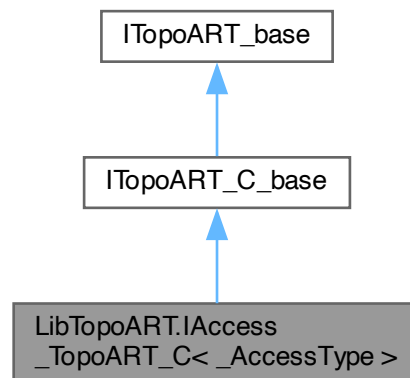 ITopoART_base
ITopoART_C_base
LibTopoART.IAccess
_TopoART_C< _AccessType >